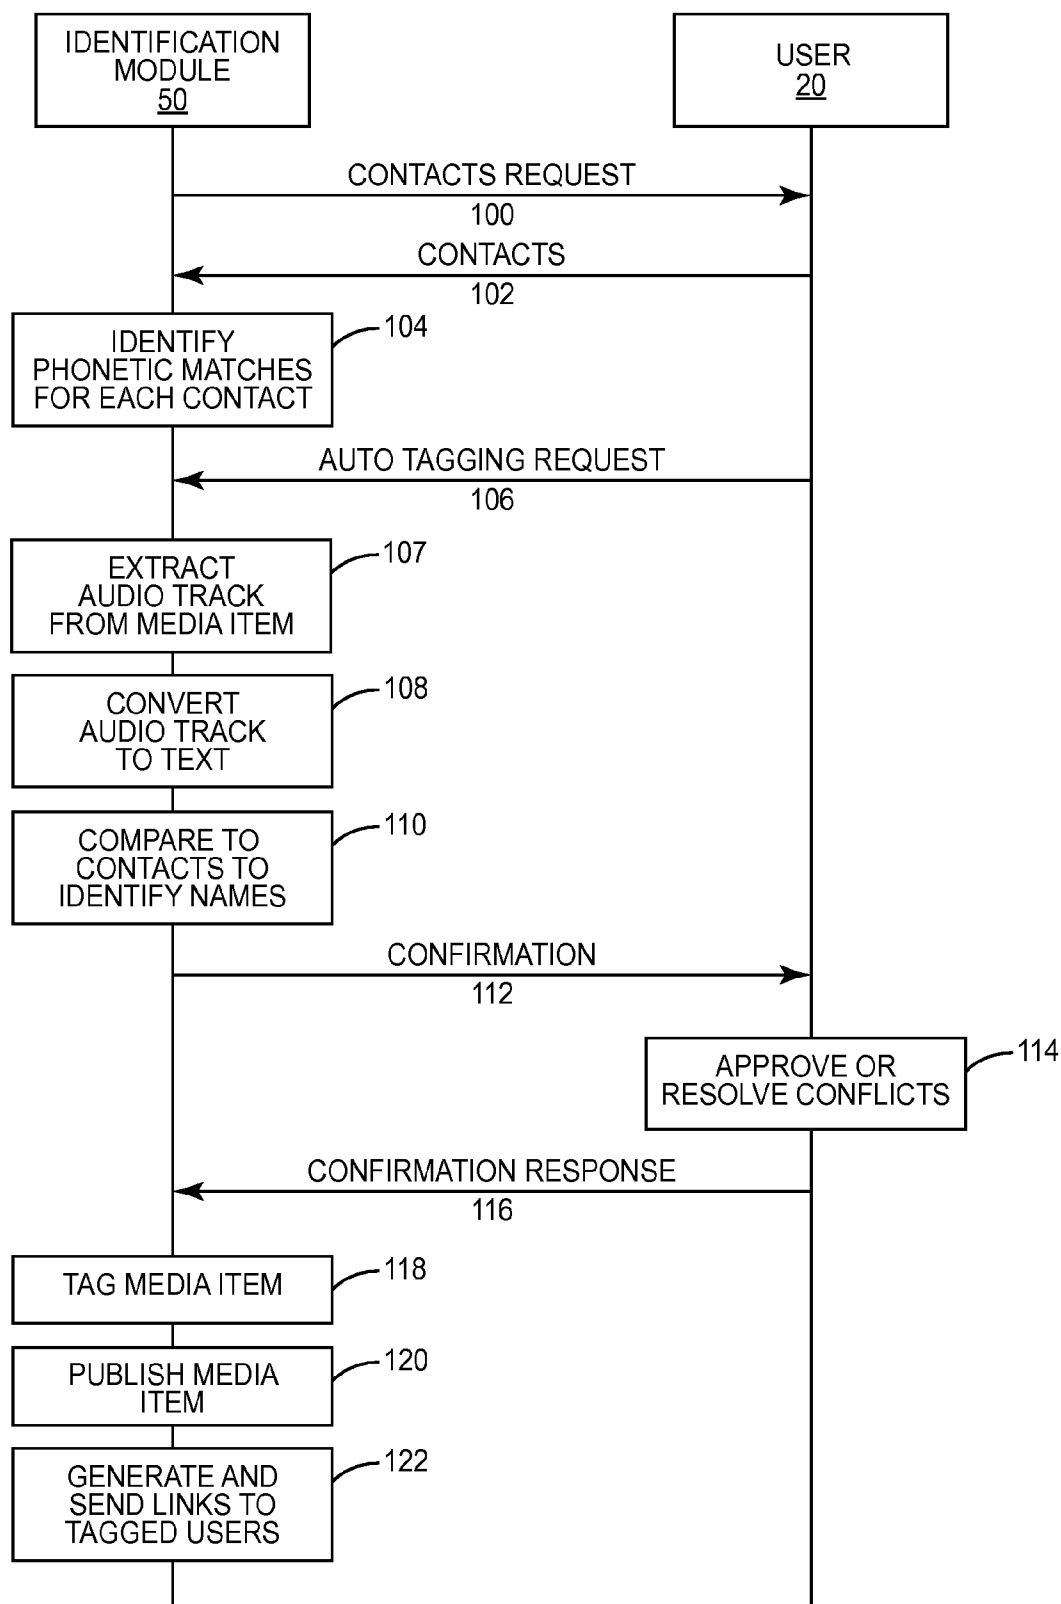 IDENTIFICATION
MODULE
50
USER
20
CONTACTS REQUEST
100
CONTACTS
102
IDENTIFY
PHONETIC MATCHES
FOR EACH CONTACT
104
AUTO TAGGING REQUEST
106
EXTRACT
AUDIO TRACK
FROM MEDIA ITEM
107
CONVERT
AUDIO TRACK
TO TEXT
108
COMPARE TO
CONTACTS TO
IDENTIFY NAMES
110
CONFIRMATION
112
APPROVE OR
RESOLVE CONFLICTS
114
CONFIRMATION RESPONSE
116
TAG MEDIA ITEM
118
PUBLISH MEDIA
ITEM
120
GENERATE AND
SEND LINKS TO
TAGGED USERS
122